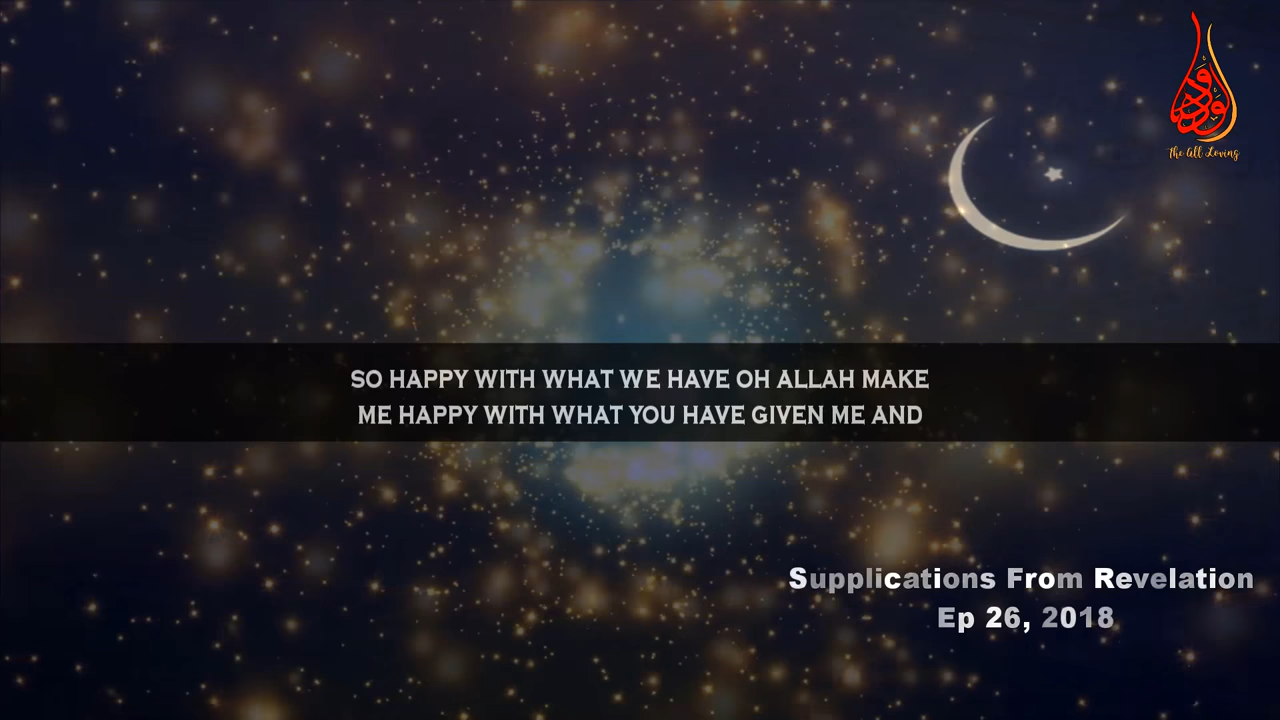 الودود
The All Loving
SO HAPPY WITH WHAT WE HAVE OH ALLAH MAKE
ME HAPPY WITH WHAT YOU HAVE GIVEN ME AND
Supplications From Revelation
Ep 26, 2018